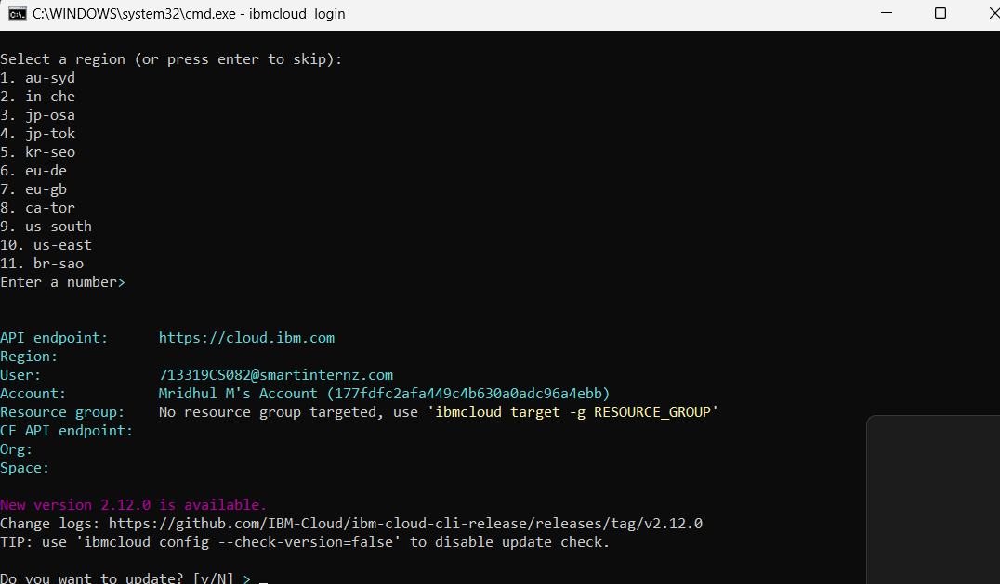 C:\WINDOWS\system32\cmd.exe - ibmcloud  login
Select a region (or press enter to skip):
1. au-syd
2. in-che
3. jp-osa
4. jp-tok
5. kr-seo
6. eu-de
7. eu-gb
8. ca-tor
9. us-south
10. us-east
11. br-sao
Enter a number>
API endpoint:      https://cloud.ibm.com
Region:
User:              713319CS082@smartinternz.com
Account:           Mridhul M's Account (177fdfc2afa449c4b630a0adc96a4ebb)
Resource group:    No resource group targeted, use 'ibmcloud target -g RESOURCE_GROUP'
CF API endpoint:
Org:
Space:
New version 2.12.0 is available.
Change logs: https://github.com/IBM-Cloud/ibm-cloud-cli-release/releases/tag/v2.12.0
TIP: use 'ibmcloud config --check-version=false' to disable update check.
Do you want to update? [y/N] > _